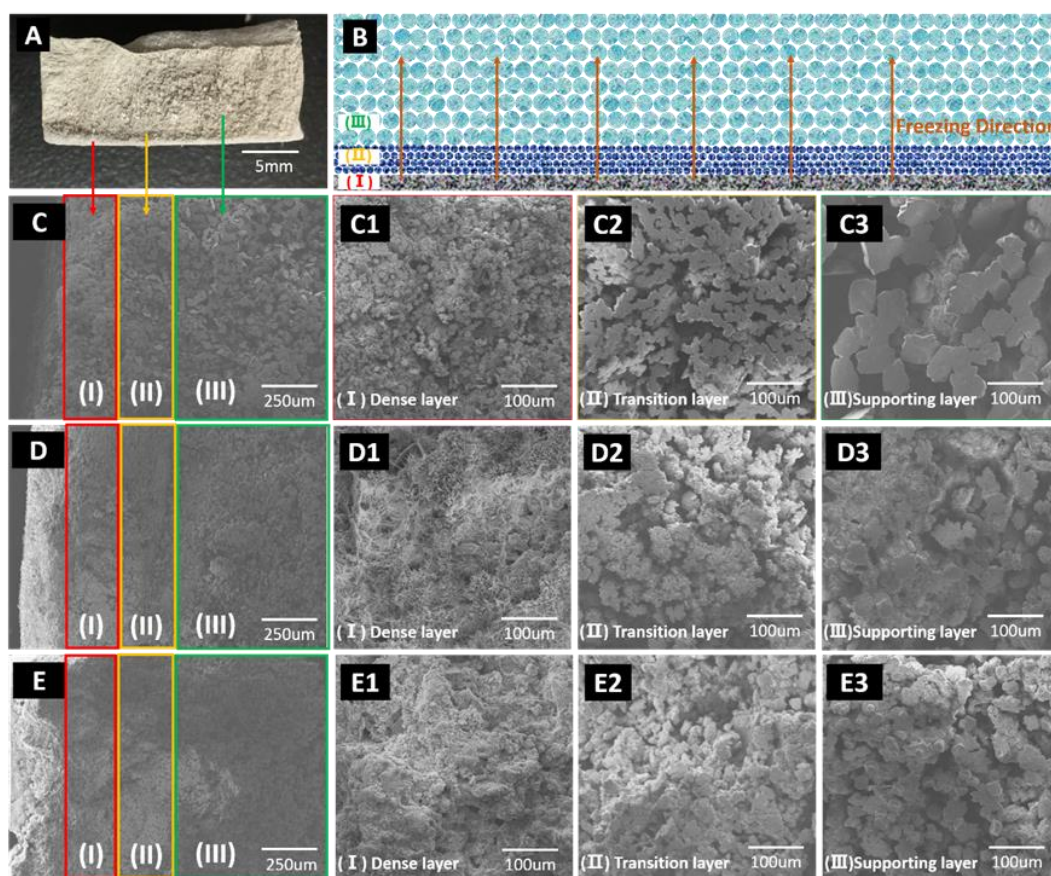 A
5mm
B
(Ⅲ)
(Ⅱ)
(Ⅰ)
Freezing Direction
C
(I)
(II)
(III)
250um
C1
(Ⅰ) Dense layer
100um
C2
(Ⅱ) Transition layer
100um
C3
(Ⅲ)Supporting layer
100um
D
(I)
(II)
(III)
250um
D1
(Ⅰ) Dense layer
100um
D2
(Ⅱ) Transition layer
100um
D3
(Ⅲ)Supporting layer
100um
E
(I)
(II)
(III)
250um
E1
(Ⅰ) Dense layer
100um
E2
(Ⅱ) Transition layer
100um
E3
(Ⅲ)Supporting layer
100um